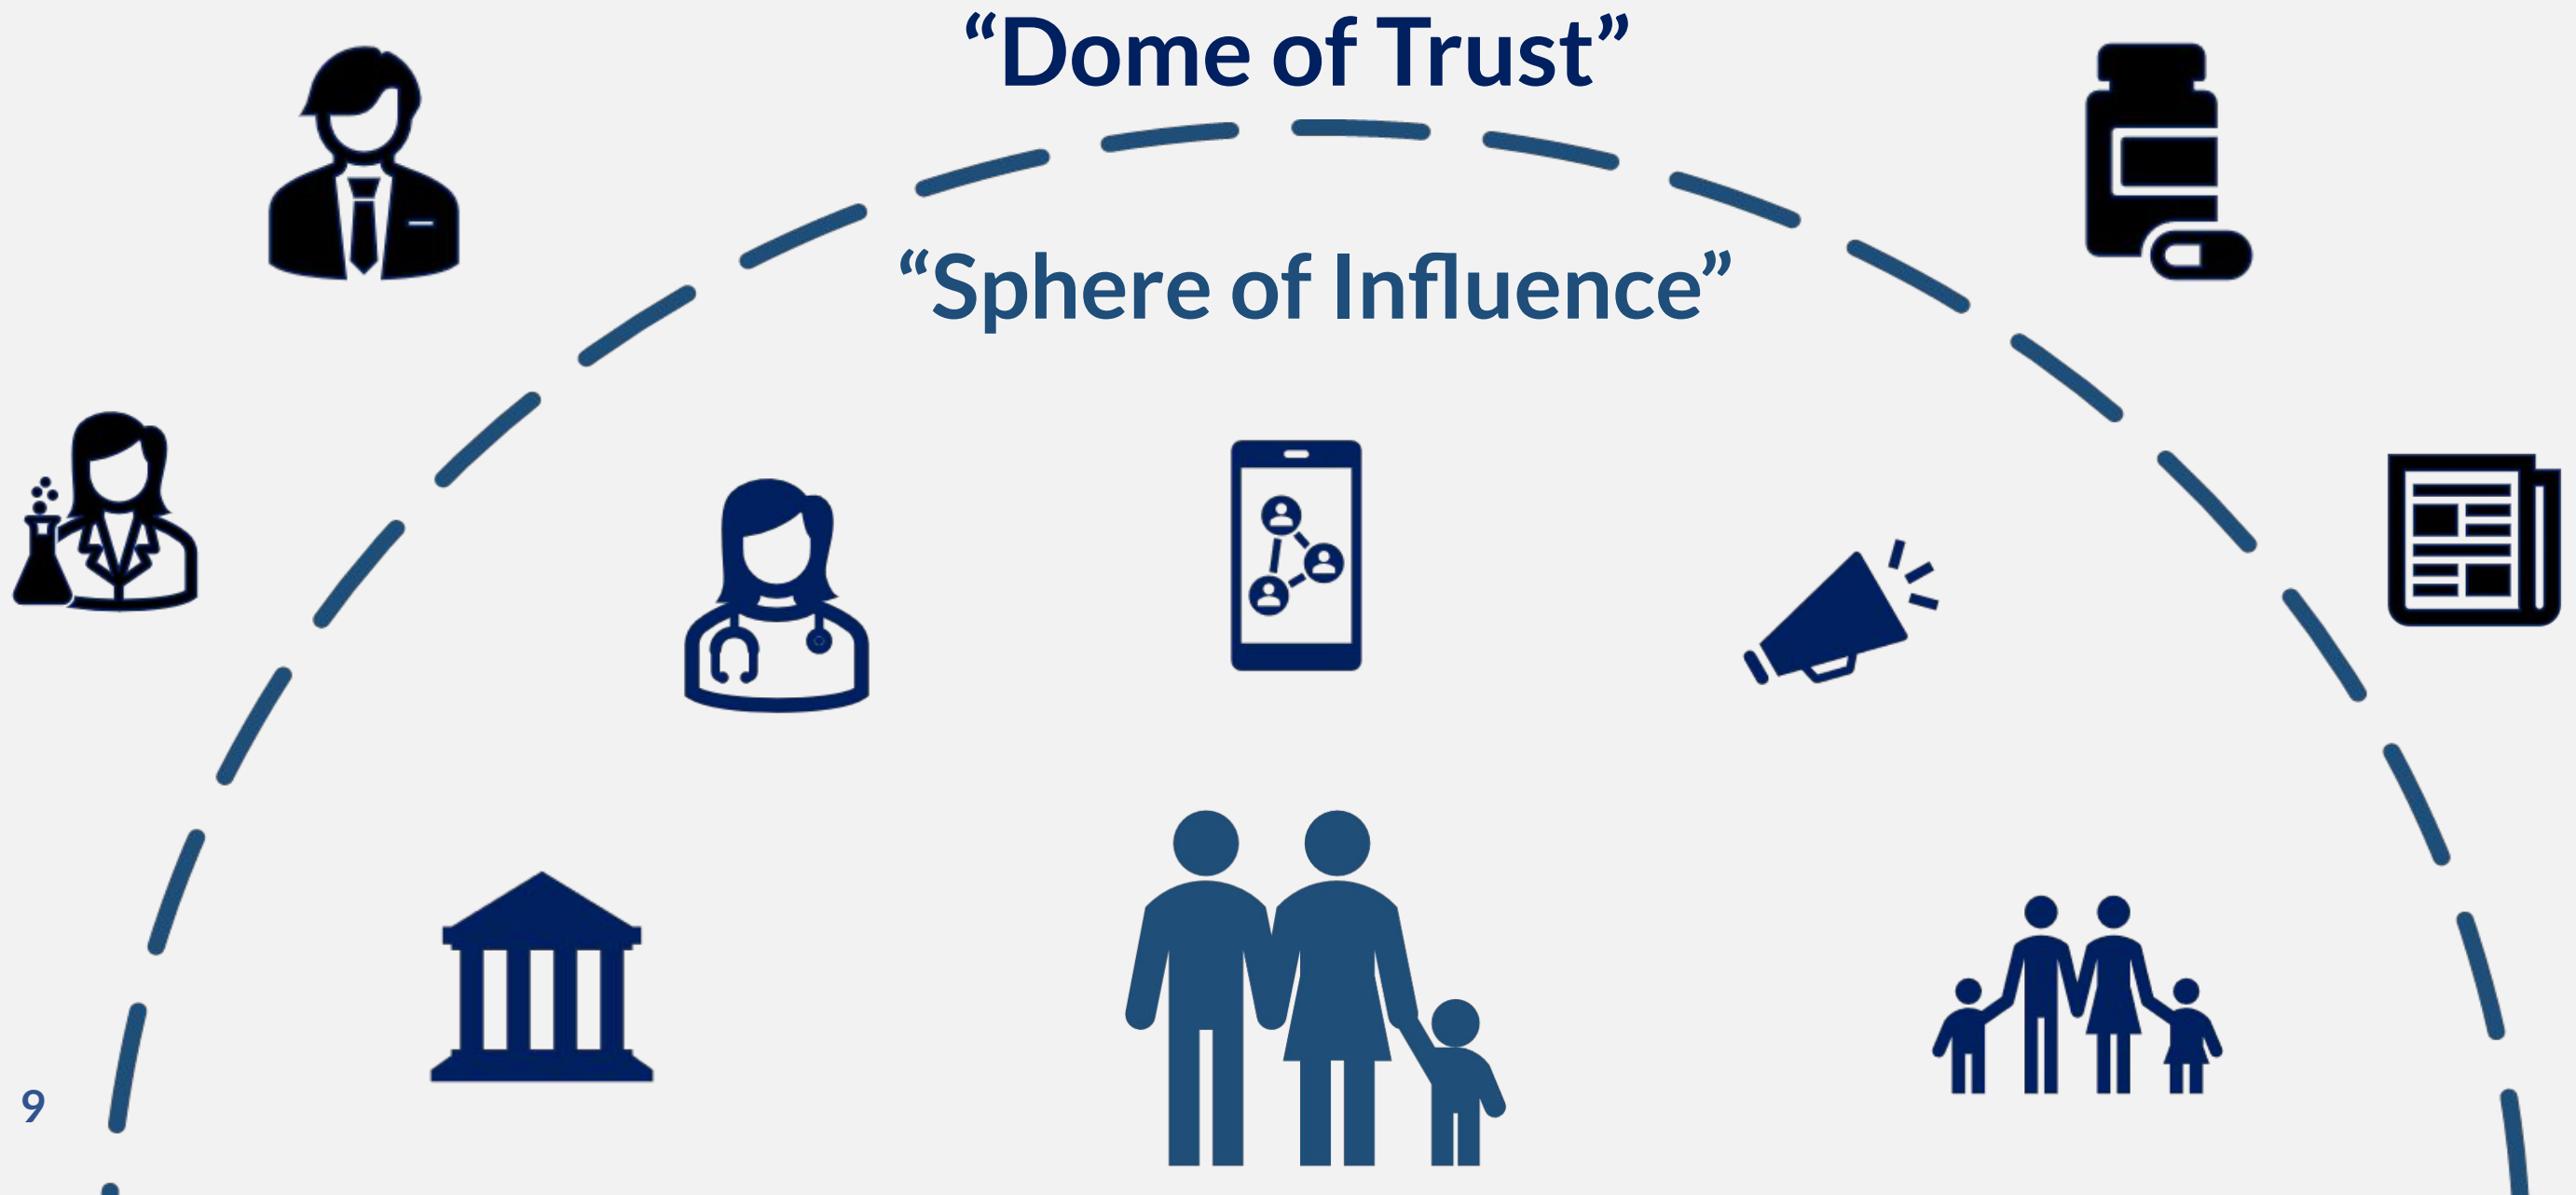 “Dome of Trust”
“Sphere of Influence”
9